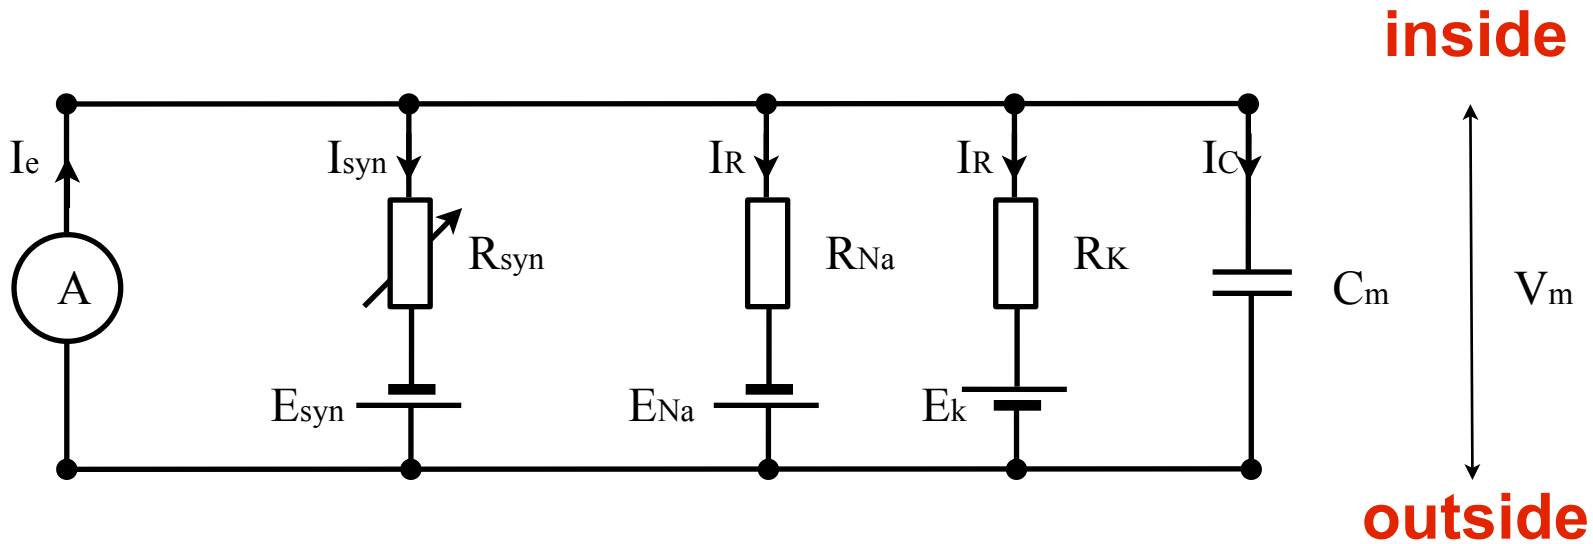 inside
Ie
Isyn
IR
IR
IC
A
Rsyn
RNa
RK
Cm
Vm
Esyn
ENa
Ek
outside